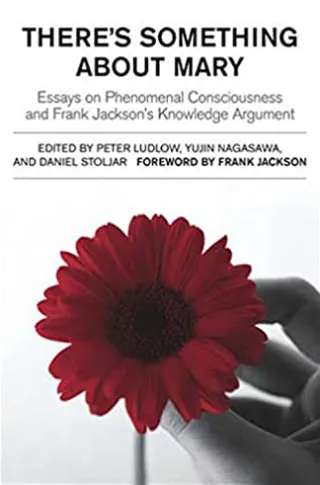 THERE'S SOMETHING
ABOUT MARY
Essays on Phenomenal Consciousness
and Frank Jackson's Knowledge Argument
EDITED BY PETER LUDLOW, YUJIN NAGASAWA,
AND DANIEL STOLJAR FOREWORD BY FRANK JACKSON